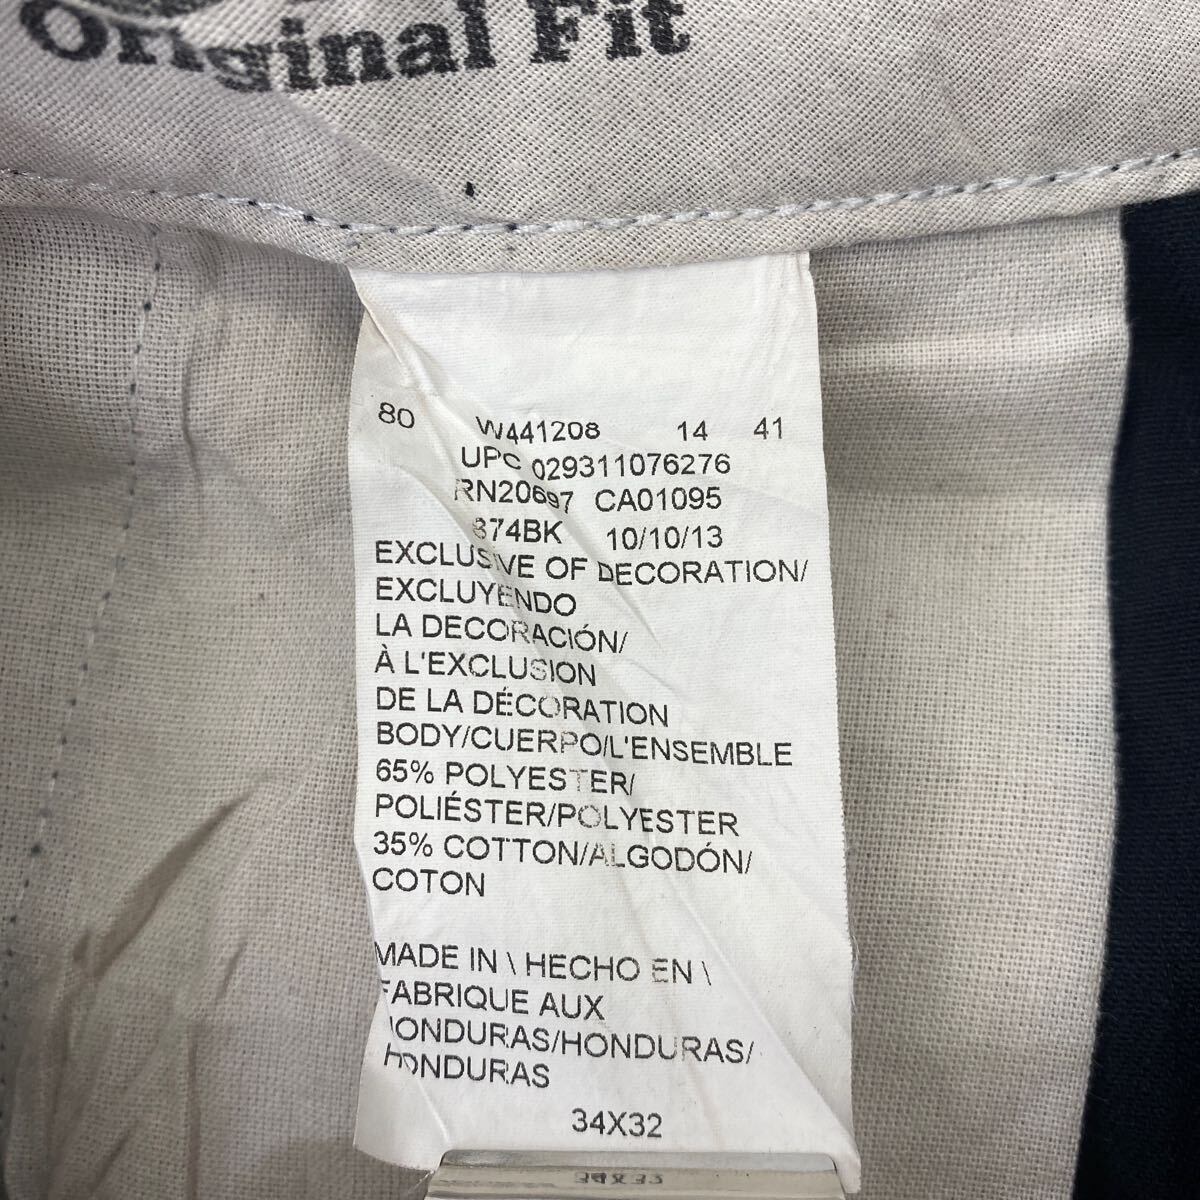 Original Fit
80 W441208 14 41
UPC 029311076276
RN20697 CA01095
874BK 10/10/13
EXCLUSIVE OF DECORATION/
EXCLUYENDO
LA DECORACIÓN/
À L'EXCLUSION
DE LA DÉCORATION
BODY/CUERPO/L'ENSEMBLE
65% POLYESTER/
POLIÉSTER/POLYESTER
35% COTTON/ALGODÓN/
COTON
MADE IN \ HECHO EN \
FABRIQUE AUX
HONDURAS/HONDURAS/
HONDURAS
34X32